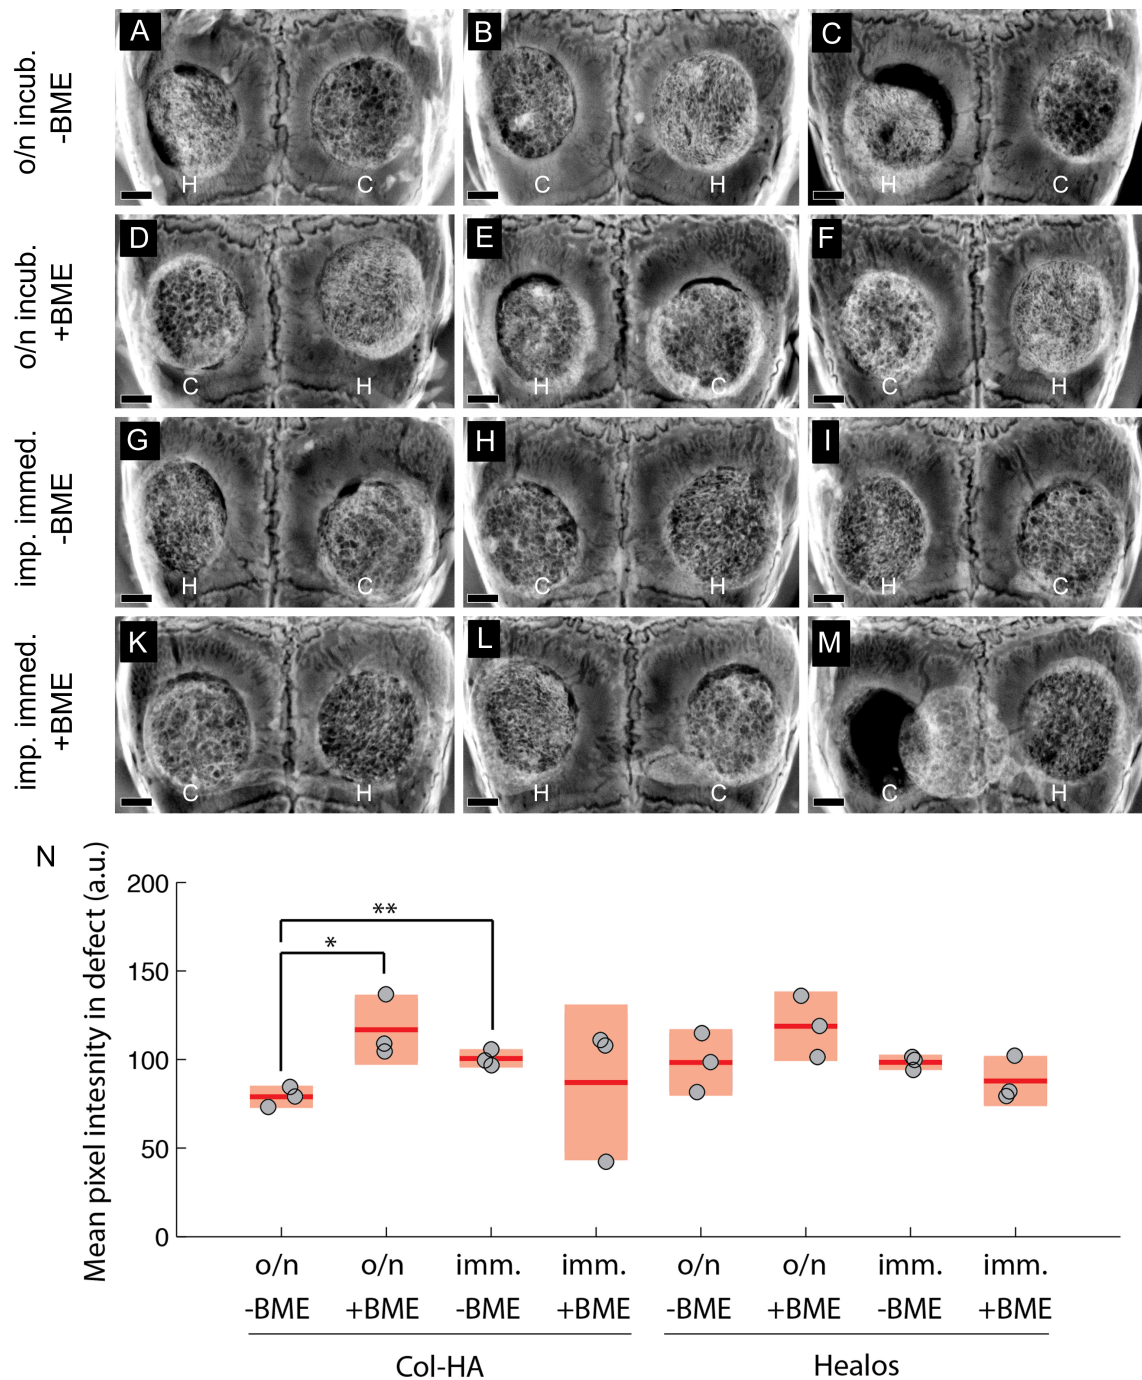 o/n incub.
-BME
A
H
C
B
C
H
C
H
C
o/n incub.
+BME
D
C
H
E
H
C
F
C
H
imp. immed.
-BME
G
H
C
H
C
H
I
H
C
imp. immed.
+BME
K
C
H
L
H
C
M
C
H
N
Mean pixel intesnity in defect (a.u.)
200
150
100
50
0
**
*
o/n o/n imm. imm. o/n o/n imm. imm.
-BME +BME -BME +BME -BME +BME -BME +BME
Col-HA Healos